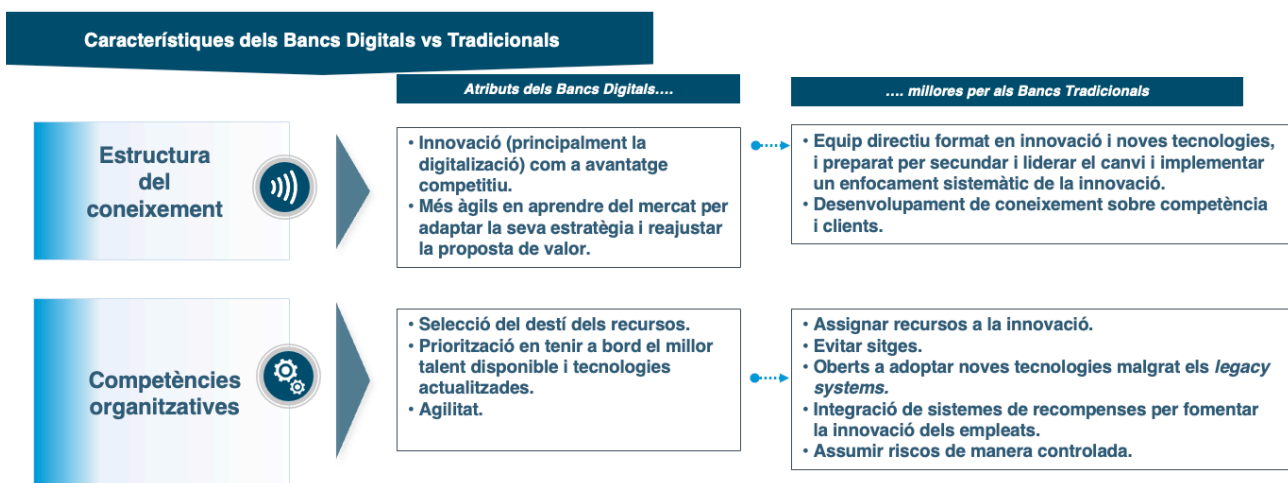 Característiques dels Bancs Digitals vs Tradicionals
Atributs dels Bancs Digitals….
…. millores per als Bancs Tradicionals
Estructura
del
coneixement
• Innovació (principalment la
digitalització) com a avantatge
competitiu.
• Més àgils en aprendre del mercat per
adaptar la seva estratègia i reajustar
la proposta de valor.
• Equip directiu format en innovació i noves tecnologies,
i preparat per secundar i liderar el canvi i implementar
un enfocament sistemàtic de la innovació.
• Desenvolupament de coneixement sobre competència
i clients.
Competències
organitzatives
• Selecció del destí dels recursos.
• Priorització en tenir a bord el millor
talent disponible i tecnologies
actualitzades.
• Agilitat.
• Assignar recursos a la innovació.
• Evitar sitges.
• Oberts a adoptar noves tecnologies malgrat els legacy
systems.
• Integració de sistemes de recompenses per fomentar
la innovació dels empleats.
• Assumir riscos de manera controlada.